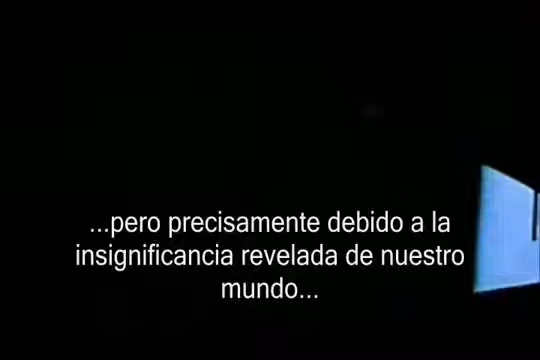 ...pero precisamente debido a la
insignificancia revelada de nuestro
mundo...